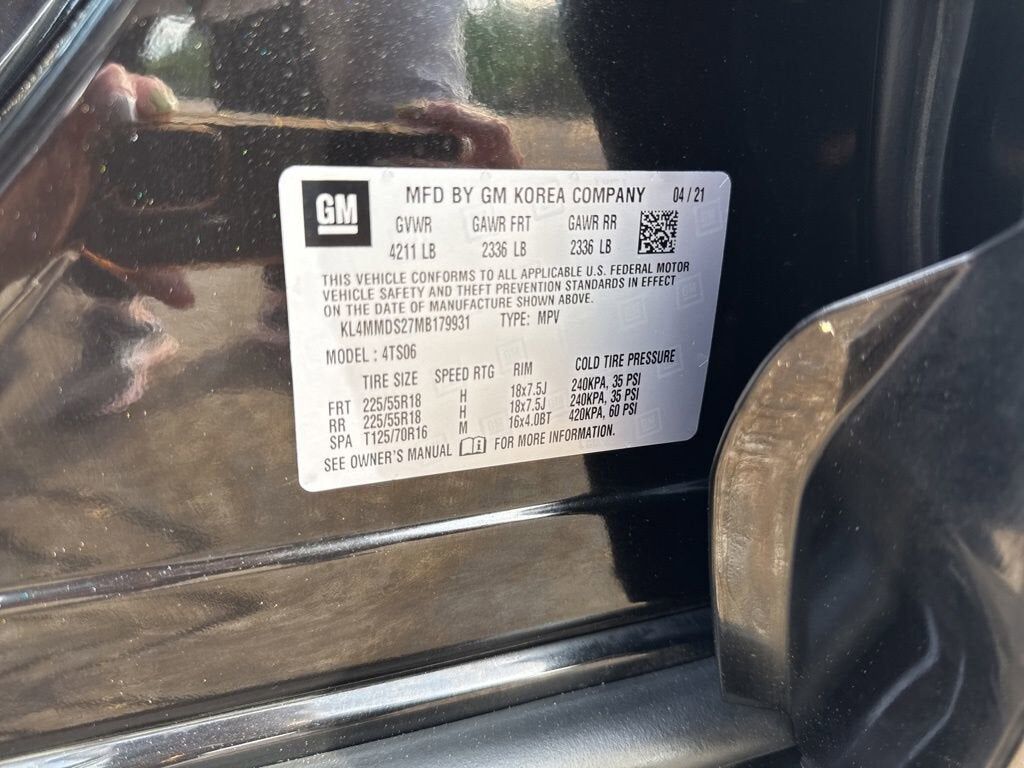 GM MFD BY GM KOREA COMPANY 04/21
GVWR GAWR FRT GAWR RR
4211 LB 2336 LB 2336 LB
THIS VEHICLE CONFORMS TO ALL APPLICABLE U.S. FEDERAL MOTOR
VEHICLE SAFETY AND THEFT PREVENTION STANDARDS IN EFFECT
ON THE DATE OF MANUFACTURE SHOWN ABOVE.
KL4MMDS27MB179931 TYPE: MPV
MODEL : 4TS06
TIRE SIZE SPEED RTG RIM COLD TIRE PRESSURE
FRT 225/55R18 H 18x7.5J 240KPA, 35 PSI
RR 225/55R18 H 18x7.5J 240KPA, 35 PSI
SPA T125/70R16 M 16x4.0BT 420KPA, 60 PSI
SEE OWNER'S MANUAL FOR MORE INFORMATION.